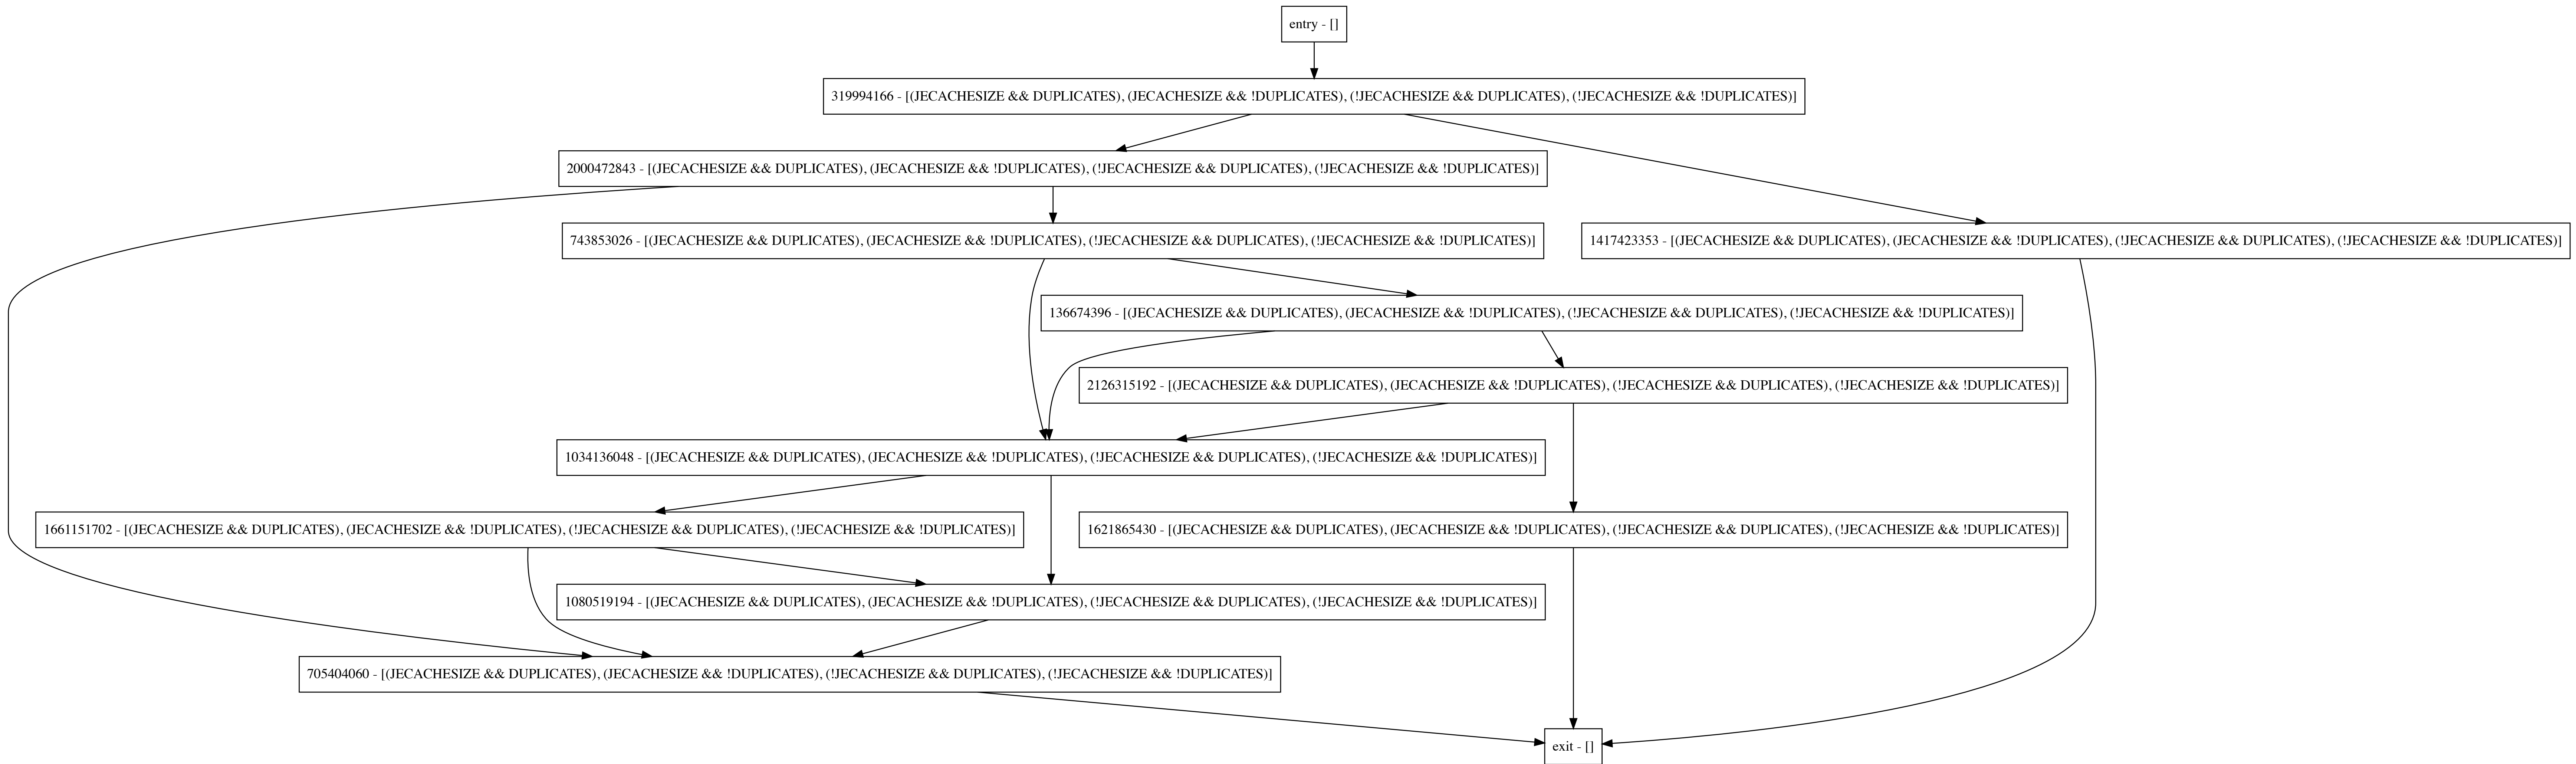 entry - []
319994166 - [(JECACHESIZE && DUPLICATES), (JECACHESIZE && !DUPLICATES), (!JECACHESIZE && DUPLICATES), (!JECACHESIZE && !DUPLICATES)]
2000472843 - [(JECACHESIZE && DUPLICATES), (JECACHESIZE && !DUPLICATES), (!JECACHESIZE && DUPLICATES), (!JECACHESIZE && !DUPLICATES)]
743853026 - [(JECACHESIZE && DUPLICATES), (JECACHESIZE && !DUPLICATES), (!JECACHESIZE && DUPLICATES), (!JECACHESIZE && !DUPLICATES)]
1417423353 - [(JECACHESIZE && DUPLICATES), (JECACHESIZE && !DUPLICATES), (!JECACHESIZE && DUPLICATES), (!JECACHESIZE && !DUPLICATES)]
136674396 - [(JECACHESIZE && DUPLICATES), (JECACHESIZE && !DUPLICATES), (!JECACHESIZE && DUPLICATES), (!JECACHESIZE && !DUPLICATES)]
2126315192 - [(JECACHESIZE && DUPLICATES), (JECACHESIZE && !DUPLICATES), (!JECACHESIZE && DUPLICATES), (!JECACHESIZE && !DUPLICATES)]
1034136048 - [(JECACHESIZE && DUPLICATES), (JECACHESIZE && !DUPLICATES), (!JECACHESIZE && DUPLICATES), (!JECACHESIZE && !DUPLICATES)]
1661151702 - [(JECACHESIZE && DUPLICATES), (JECACHESIZE && !DUPLICATES), (!JECACHESIZE && DUPLICATES), (!JECACHESIZE && !DUPLICATES)]
1621865430 - [(JECACHESIZE && DUPLICATES), (JECACHESIZE && !DUPLICATES), (!JECACHESIZE && DUPLICATES), (!JECACHESIZE && !DUPLICATES)]
1080519194 - [(JECACHESIZE && DUPLICATES), (JECACHESIZE && !DUPLICATES), (!JECACHESIZE && DUPLICATES), (!JECACHESIZE && !DUPLICATES)]
705404060 - [(JECACHESIZE && DUPLICATES), (JECACHESIZE && !DUPLICATES), (!JECACHESIZE && DUPLICATES), (!JECACHESIZE && !DUPLICATES)]
exit - []